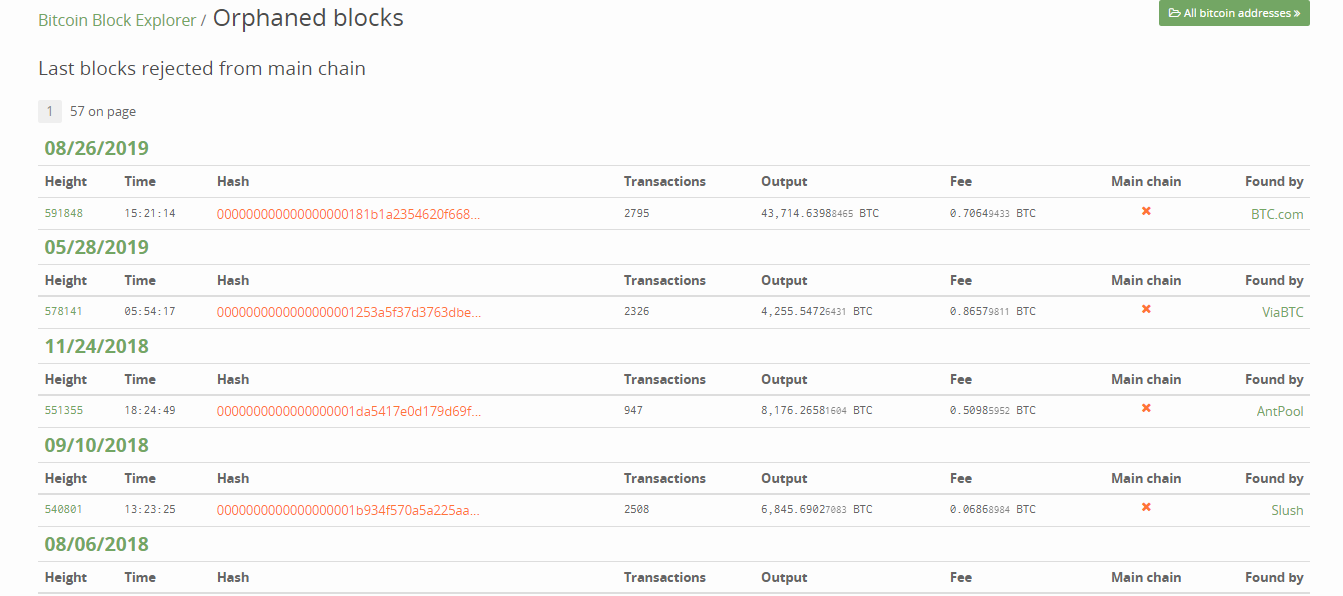 Bitcoin Block Explorer / Orphaned blocks
All bitcoin addresses »
Last blocks rejected from main chain
1 57 on page
08/26/2019
Height Time Hash Transactions Output Fee Main chain Found by
591848 15:21:14 000000000000000000181b1a2354620f668... 2795 43,714.63988465 BTC 0.70649433 BTC BTC.com
05/28/2019
Height Time Hash Transactions Output Fee Main chain Found by
578141 05:54:17 0000000000000000001253a5f37d3763dbe... 2326 4,255.54726431 BTC 0.86579811 BTC ViaBTC
11/24/2018
Height Time Hash Transactions Output Fee Main chain Found by
551355 18:24:49 0000000000000000001da5417e0d179d69f... 947 8,176.26581604 BTC 0.50985952 BTC AntPool
09/10/2018
Height Time Hash Transactions Output Fee Main chain Found by
540801 13:23:25 0000000000000000001b934f570a5a225aa... 2508 6,845.69027083 BTC 0.06868984 BTC Slush
08/06/2018
Height Time Hash Transactions Output Fee Main chain Found by